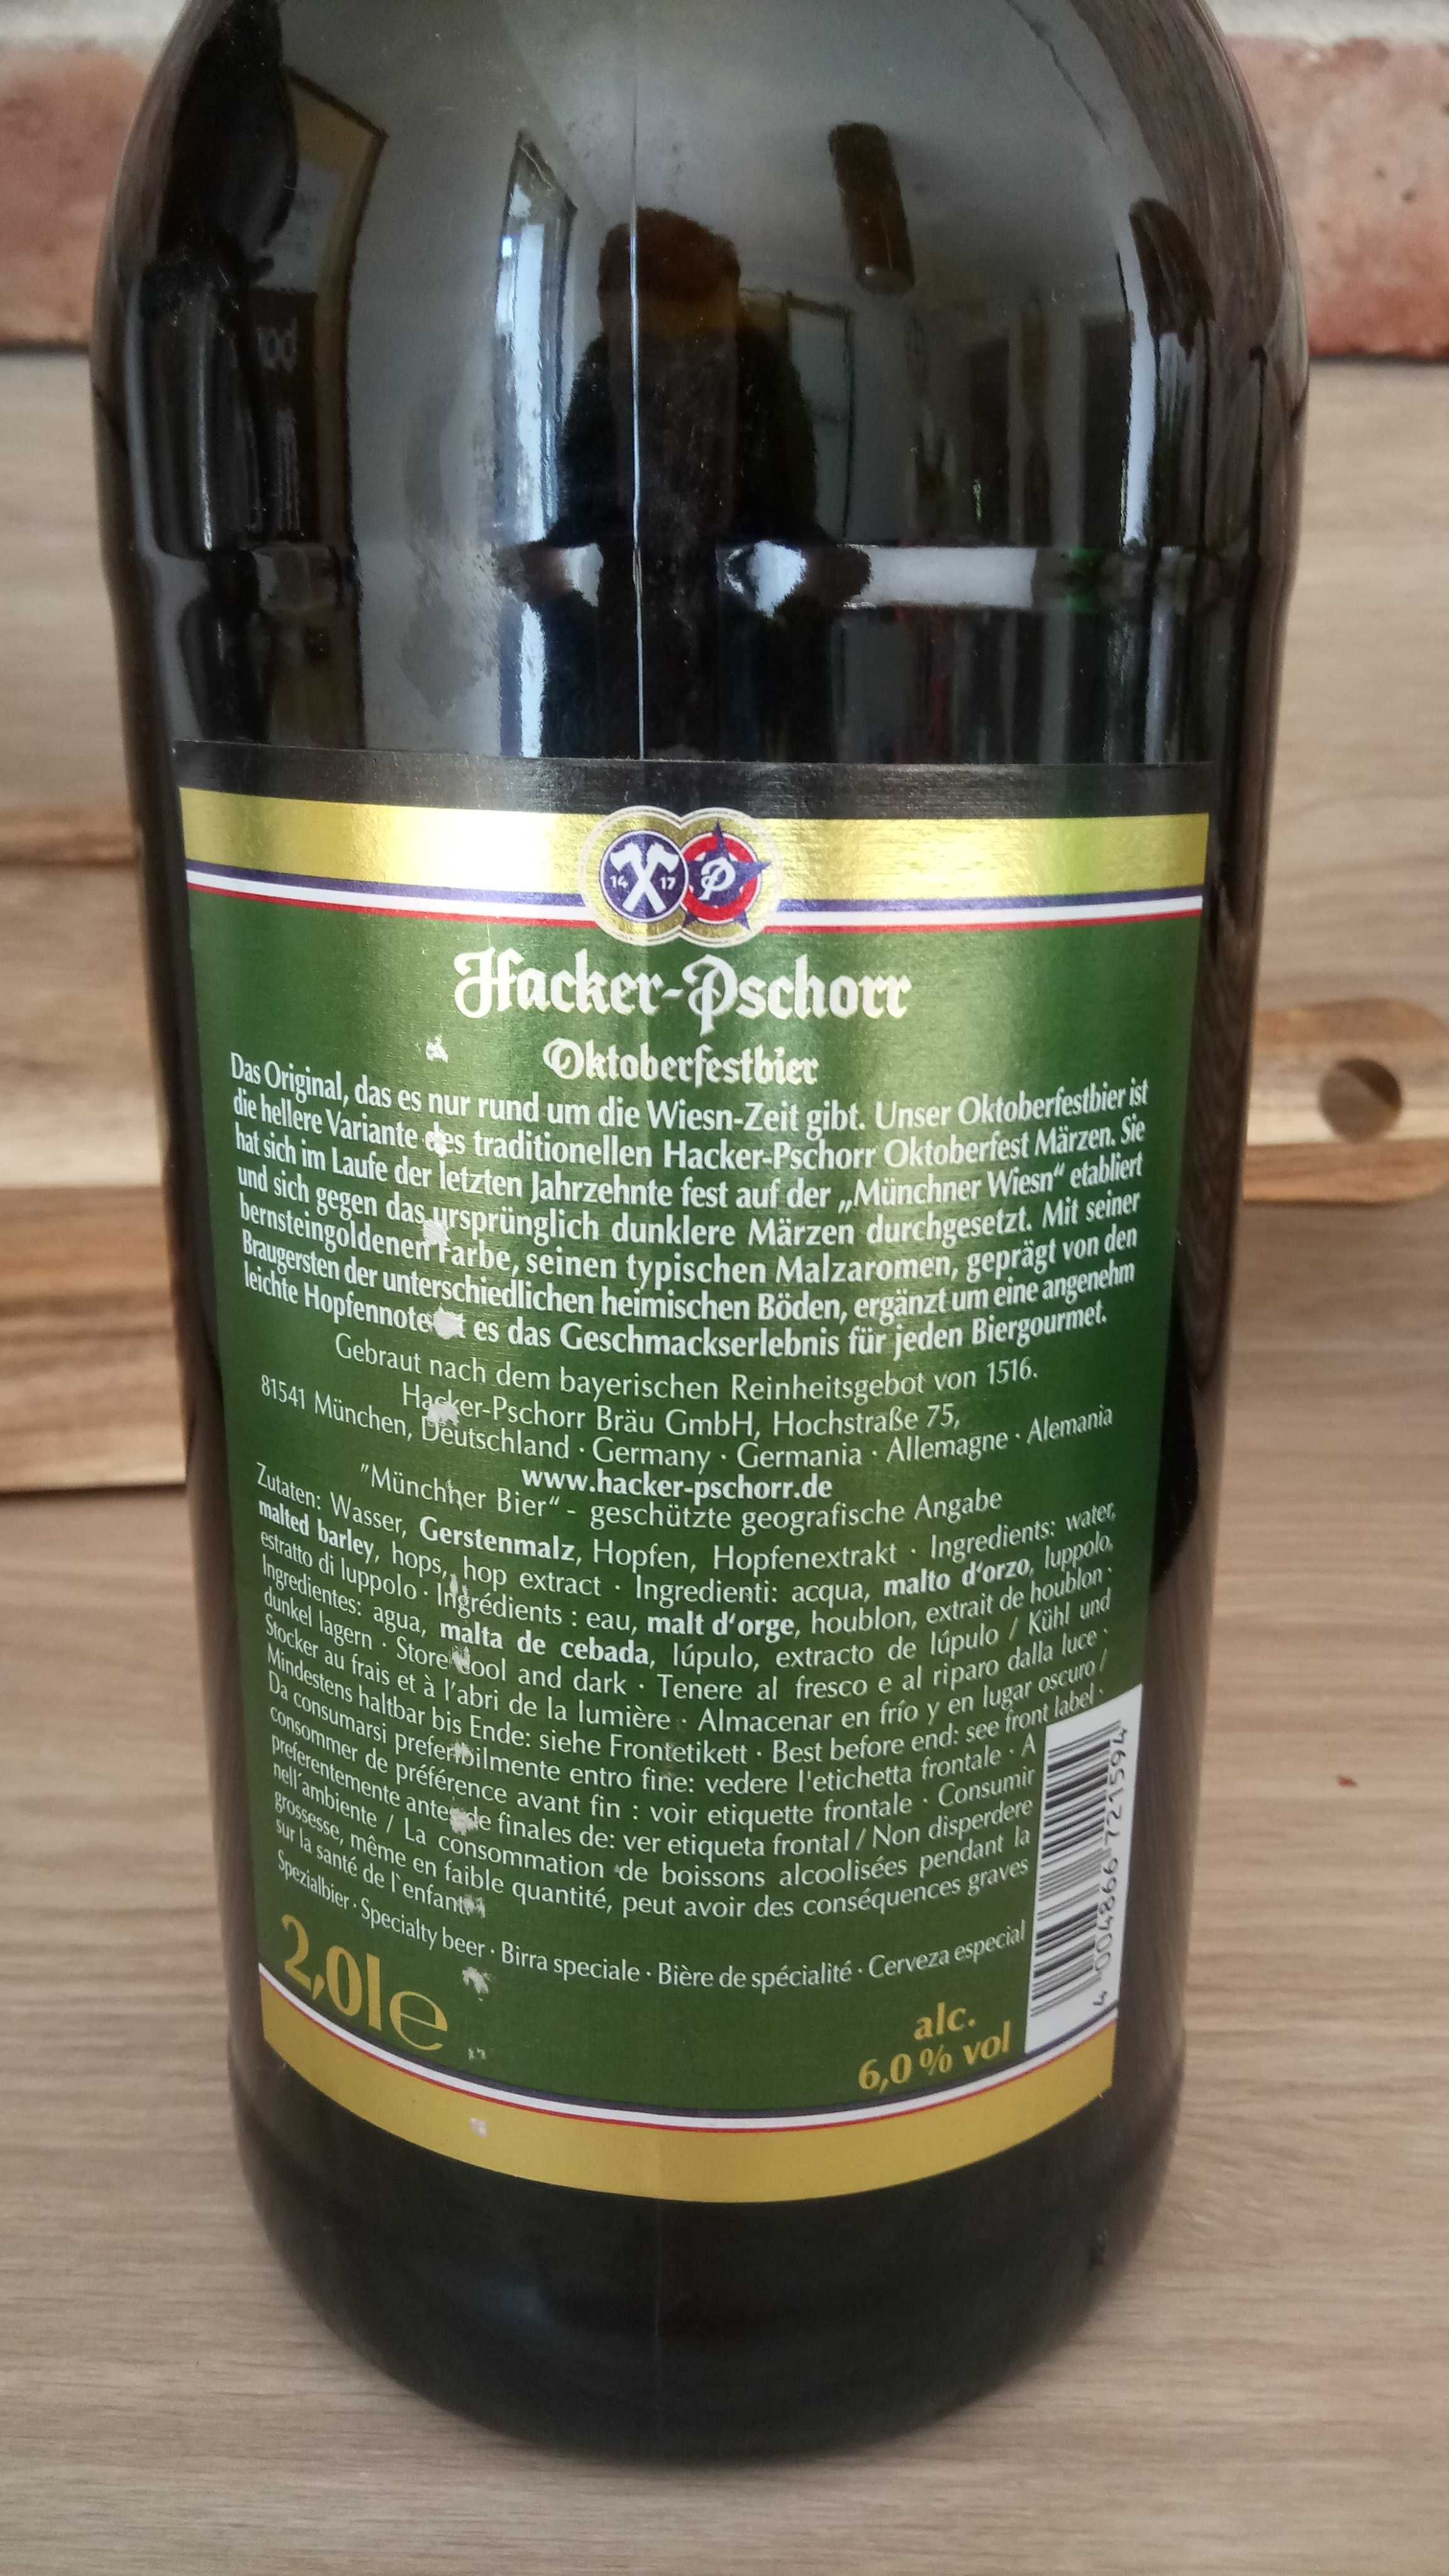 14 17 P
Hacker-Pschorr
Oktoberfestbier
Das Original, das es nur rund um die Wiesn-Zeit gibt. Unser Oktoberfestbier ist
die hellere Variante des traditionellen Hacker-Pschorr Oktoberfest Märzen. Sie
hat sich im Laufe der letzten Jahrzehnte fest auf der „Münchner Wiesn“ etabliert
und sich gegen das ursprünglich dunklere Märzen durchgesetzt. Mit seiner
bernsteingoldenen Farbe, seinen typischen Malzaromen, geprägt von den
Braugersten der unterschiedlichen heimischen Böden, ergänzt um eine angenehm
leichte Hopfennote es das Geschmackserlebnis für jeden Biergourmet.
Gebraut nach dem bayerischen Reinheitsgebot von 1516.
Hacker-Pschorr Bräu GmbH, Hochstraße 75,
81541 München, Deutschland · Germany · Germania · Allemagne · Alemania
www.hacker-pschorr.de
"Münchner Bier“ - geschützte geografische Angabe
Zutaten: Wasser, Gerstenmalz, Hopfen, Hopfenextrakt · Ingredients: water,
malted barley, hops, hop extract · Ingredienti: acqua, malto d‘orzo, luppolo,
estratto di luppolo · Ingrédients : eau, malt d‘orge, houblon, extrait de houblon ·
Ingredientes: agua, malta de cebada, lúpulo, extracto de lúpulo / Kühl und
dunkel lagern · Store cool and dark · Tenere al fresco e al riparo dalla luce ·
Stocker au frais et à l’abri de la lumière · Almacenar en frío y en lugar oscuro /
Mindestens haltbar bis Ende: siehe Frontetikett · Best before end: see front label ·
Da consumarsi preferibilmente entro fine: vedere l'etichetta frontale · A
consommer de préférence avant fin : voir etiquette frontale · Consumir
preferentemente antes de finales de: ver etiqueta frontal / Non disperdere
nell´ambiente / La consommation de boissons alcoolisées pendant la
grossesse, même en faible quantité, peut avoir des conséquences graves
sur la santé de l´enfant
Spezialbier · Specialty beer · Birra speciale · Bière de spécialité · Cerveza especial
2,0l e
alc.
6,0 % vol
4 004866 721594